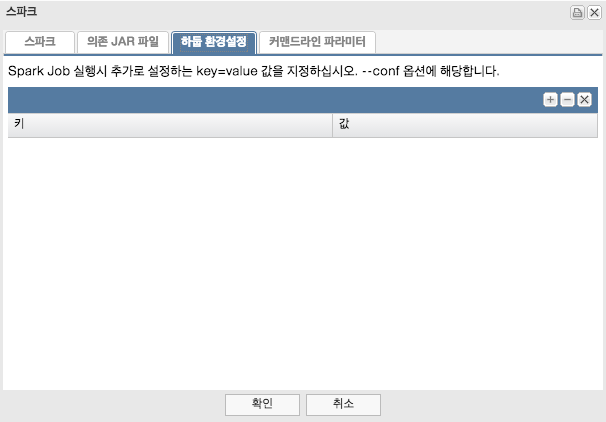 스파크
스파크 의존 JAR 파일 하둡 환경설정 커맨드라인 파라미터
Spark Job 실행시 추가로 설정하는 key=value 값을 지정하십시오. --conf 옵션에 해당합니다.
키 값
확인 취소